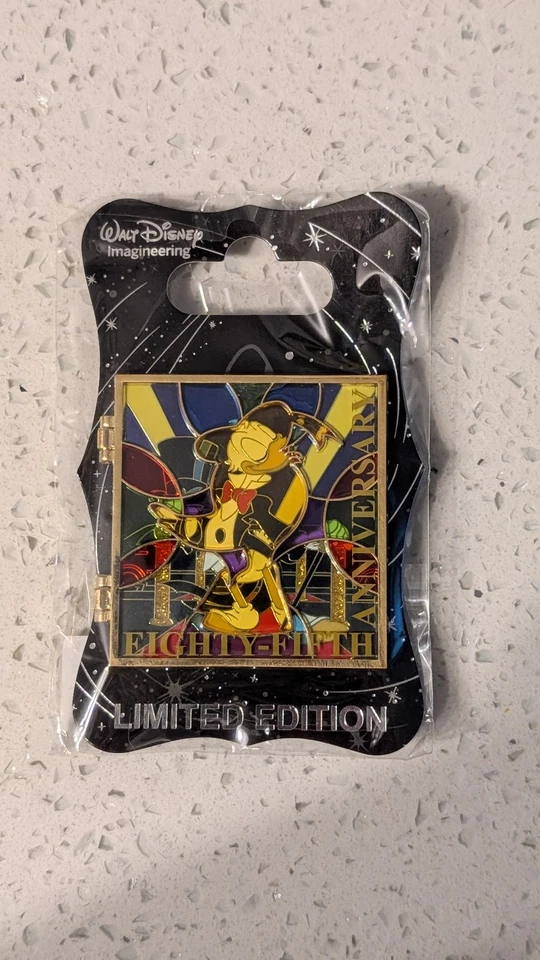 WALT DISNEY
Imagineering
ANNIVERSARY
EIGHTY-FIFTH
LIMITED EDITION